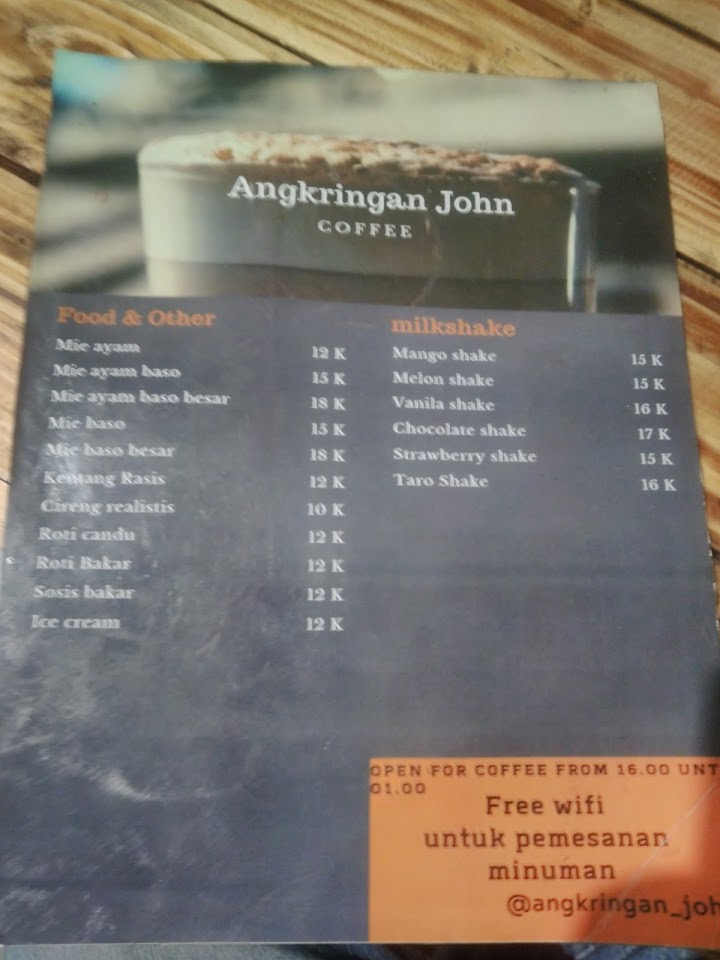 Angkringan John
COFFEE
Food & Other
Mie ayam 12 K
Mie ayam baso 15 K
Mie ayam baso besar 18 K
Mie baso 15 K
Mie baso besar 18 K
Kentang Rasis 12 K
Cireng realistis 10 K
Roti candu 12 K
Roti Bakar 12 K
Sosis bakar 12 K
Ice cream 12 K
milkshake
Mango shake 15 K
Melon shake 15 K
Vanila shake 16 K
Chocolate shake 17 K
Strawberry shake 15 K
Taro Shake 16 K
OPEN FOR COFFEE FROM 16.00 UNT
01.00
Free wifi
untuk pemesanan
minuman
@angkringan_joh